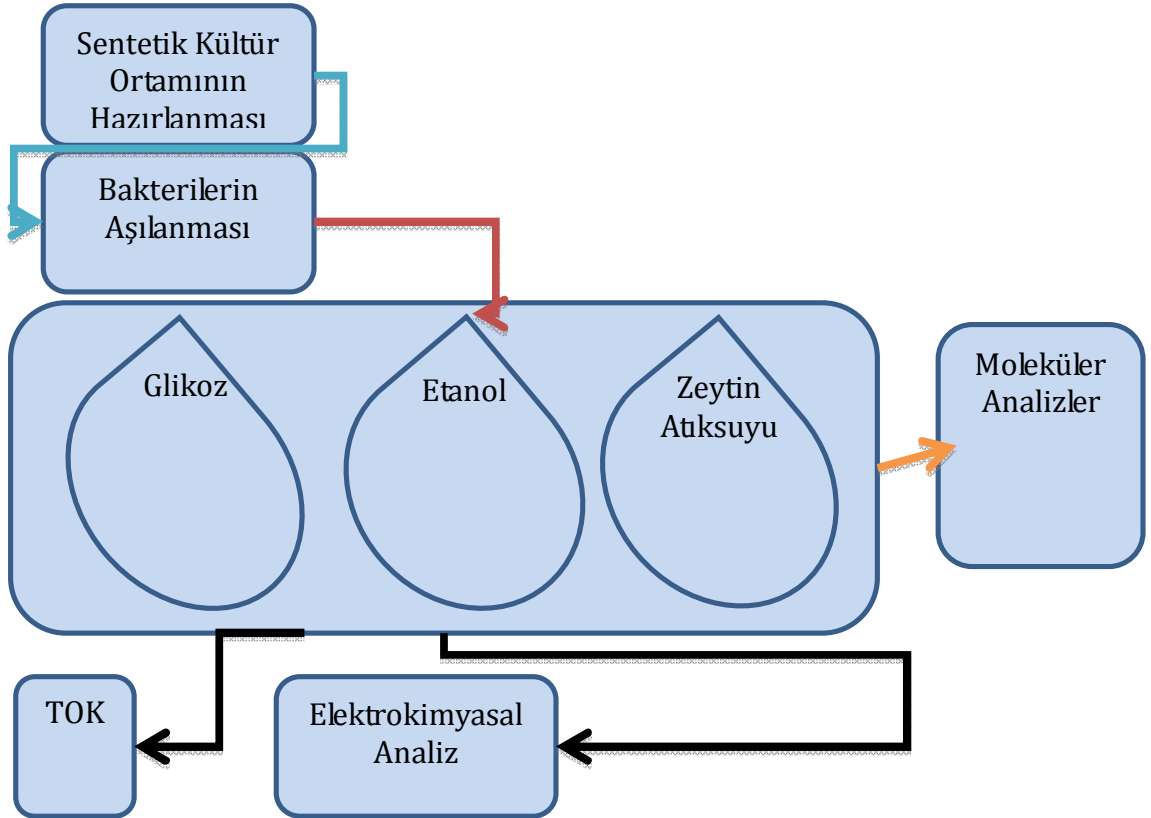 Sentetik Kültür
Ortamının
Hazırlanması
Bakterilerin
Aşılanması
Glikoz
Etanol
Zeytin
Atıksuyu
Moleküler
Analizler
TOK
Elektrokimyasal
Analiz